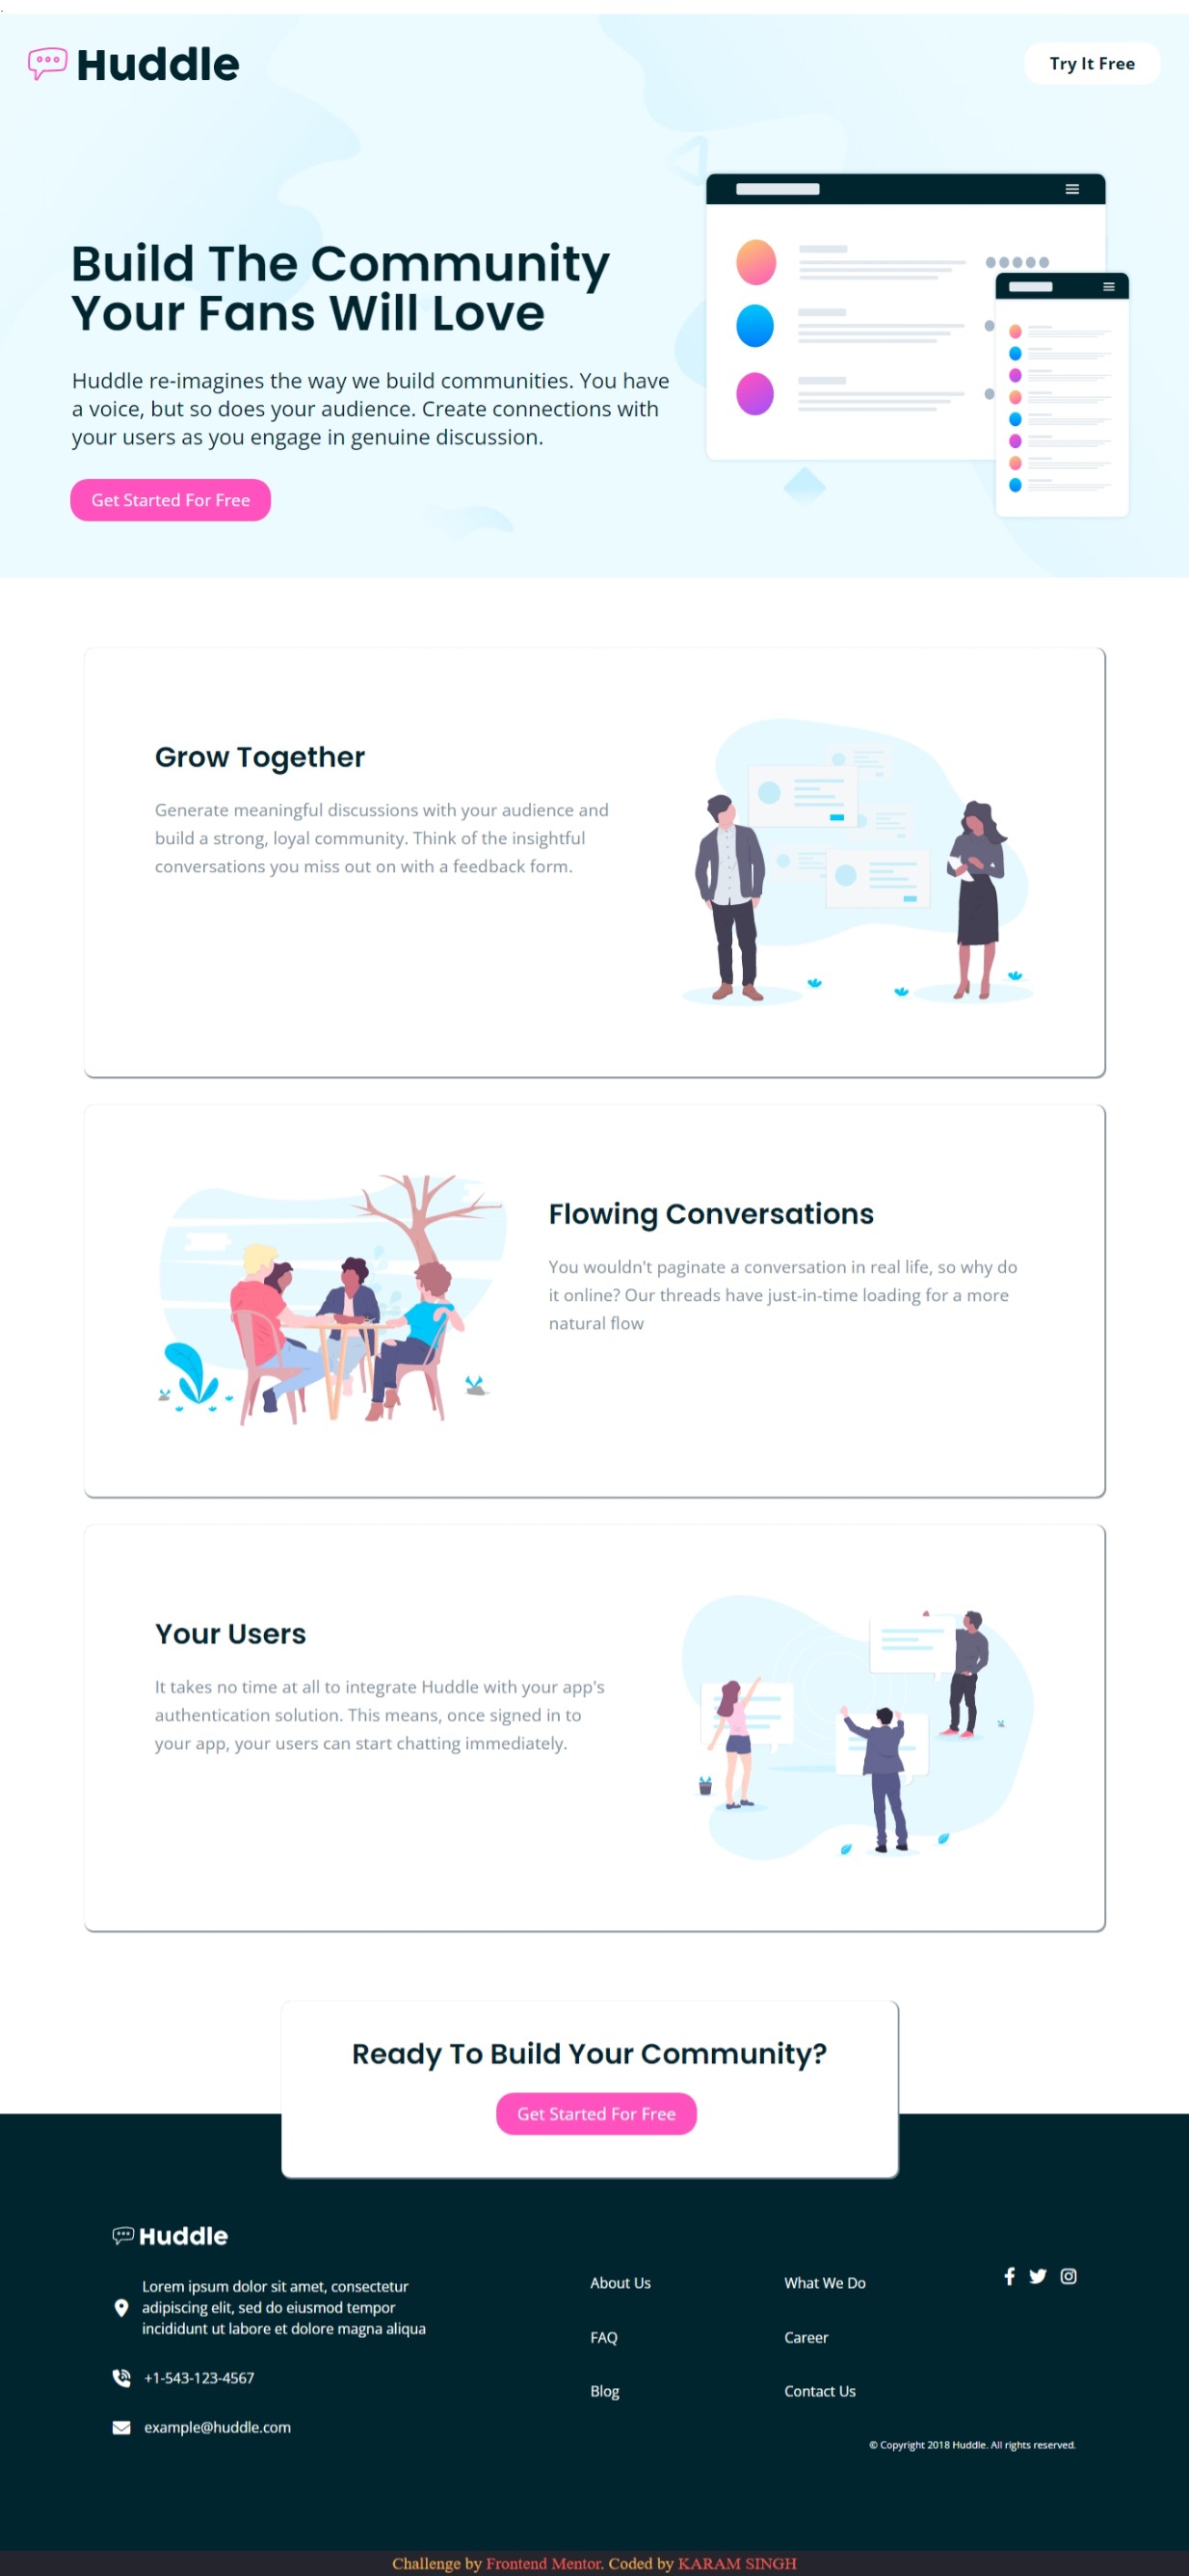 Huddle
Try It Free
Build The Community
Your Fans Will Love
Huddle re-imagines the way we build communities. You have
a voice, but so does your audience. Create connections with
your users as you engage in genuine discussion.
Get Started For Free
Grow Together
Generate meaningful discussions with your audience and
build a strong, loyal community. Think of the insightful
conversations you miss out on with a feedback form.
Flowing Conversations
You wouldn't paginate a conversation in real life, so why do
it online? Our threads have just-in-time loading for a more
natural flow
Your Users
It takes no time at all to integrate Huddle with your app's
authentication solution. This means, once signed in to
your app, your users can start chatting immediately.
Ready To Build Your Community?
Get Started For Free
Huddle
Lorem ipsum dolor sit amet, consectetur
adipiscing elit, sed do eiusmod tempor
incididunt ut labore et dolore magna aliqua
+1-543-123-4567
example@huddle.com
About Us
FAQ
Blog
What We Do
Career
Contact Us
© Copyright 2018 Huddle. All rights reserved.
Challenge by Frontend Mentor. Coded by KARAM SINGH